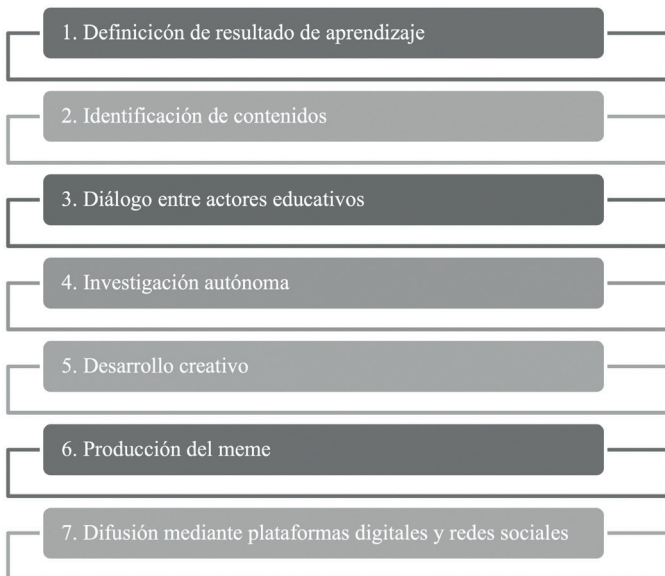 1. Definicicón de resultado de aprendizaje
2. Identificación de contenidos
3. Diálogo entre actores educativos
4. Investigación autónoma
5. Desarrollo creativo
6. Producción del meme
7. Difusión mediante plataformas digitales y redes sociales